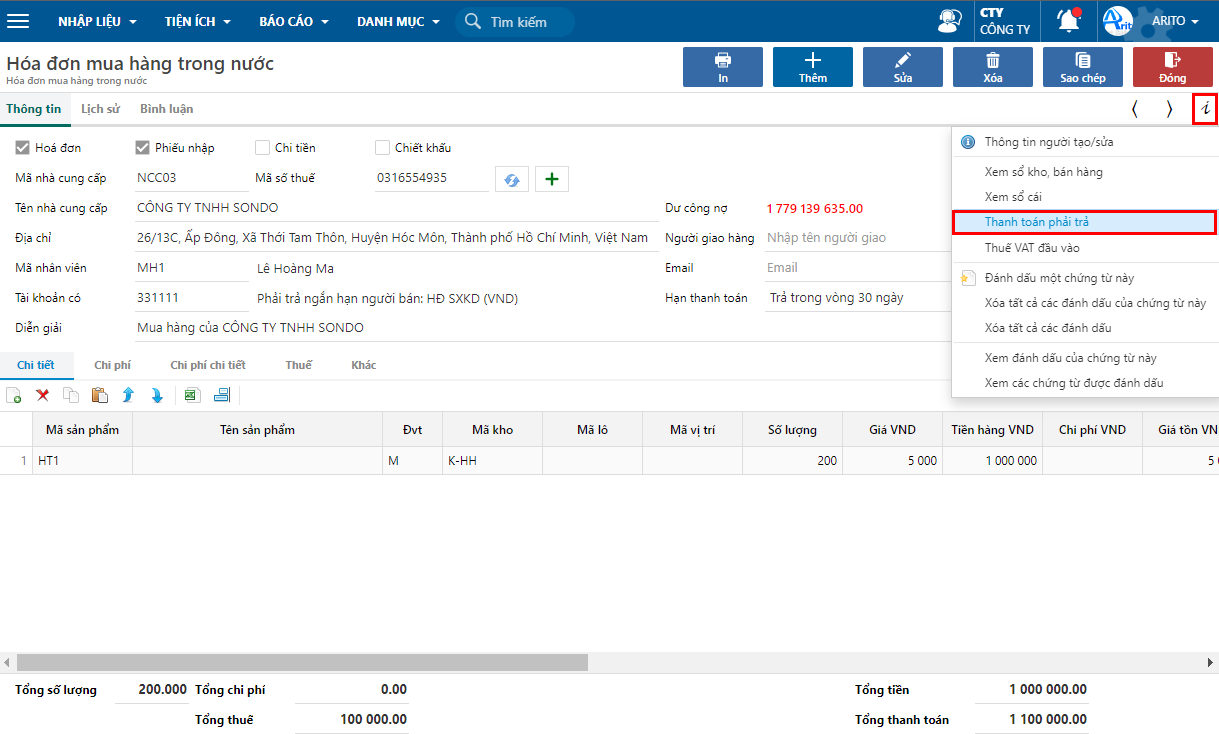 NHẬP LIỆU TIỆN ÍCH BÁO CÁO DANH MỤC Tìm kiếm CTY ARITO
CÔNG TY
Hóa đơn mua hàng trong nước
Hóa đơn mua hàng trong nước
In Thêm Sửa Xóa Sao chép Đóng
Thông tin Lịch sử Bình luận 〈 〉 i
Hoá đơn Phiếu nhập Chi tiền Chiết khấu
Mã nhà cung cấp NCC03 Mã số thuế 0316554935
Tên nhà cung cấp CÔNG TY TNHH SONDO Dư công nợ 1 779 139 635.00
Địa chỉ 26/13C, Ấp Đông, Xã Thới Tam Thôn, Huyện Hóc Môn, Thành phố Hồ Chí Minh, Việt Nam Người giao hàng Nhập tên người giao
Mã nhân viên MH1 Lê Hoàng Ma Email Email
Tài khoản có 331111 Phải trả ngắn hạn người bán: HĐ SXKD (VND) Hạn thanh toán Trả trong vòng 30 ngày
Diễn giải Mua hàng của CÔNG TY TNHH SONDO
Thông tin người tạo/sửa
Xem sổ kho, bán hàng
Xem sổ cái
Thanh toán phải trả
Thuế VAT đầu vào
Đánh dấu một chứng từ này
Xóa tất cả các đánh dấu của chứng từ này
Xóa tất cả các đánh dấu
Xem đánh dấu của chứng từ này
Xem các chứng từ được đánh dấu
Chi tiết Chi phí Chi phí chi tiết Thuế Khác
Mã sản phẩm Tên sản phẩm Đvt Mã kho Mã lô Mã vị trí Số lượng Giá VND Tiền hàng VND Chi phí VND Giá tồn VN
1 HT1 M K-HH 200 5 000 1 000 000 5
Tổng số lượng 200.000 Tổng chi phí 0.00 Tổng tiền 1 000 000.00
Tổng thuế 100 000.00 Tổng thanh toán 1 100 000.00